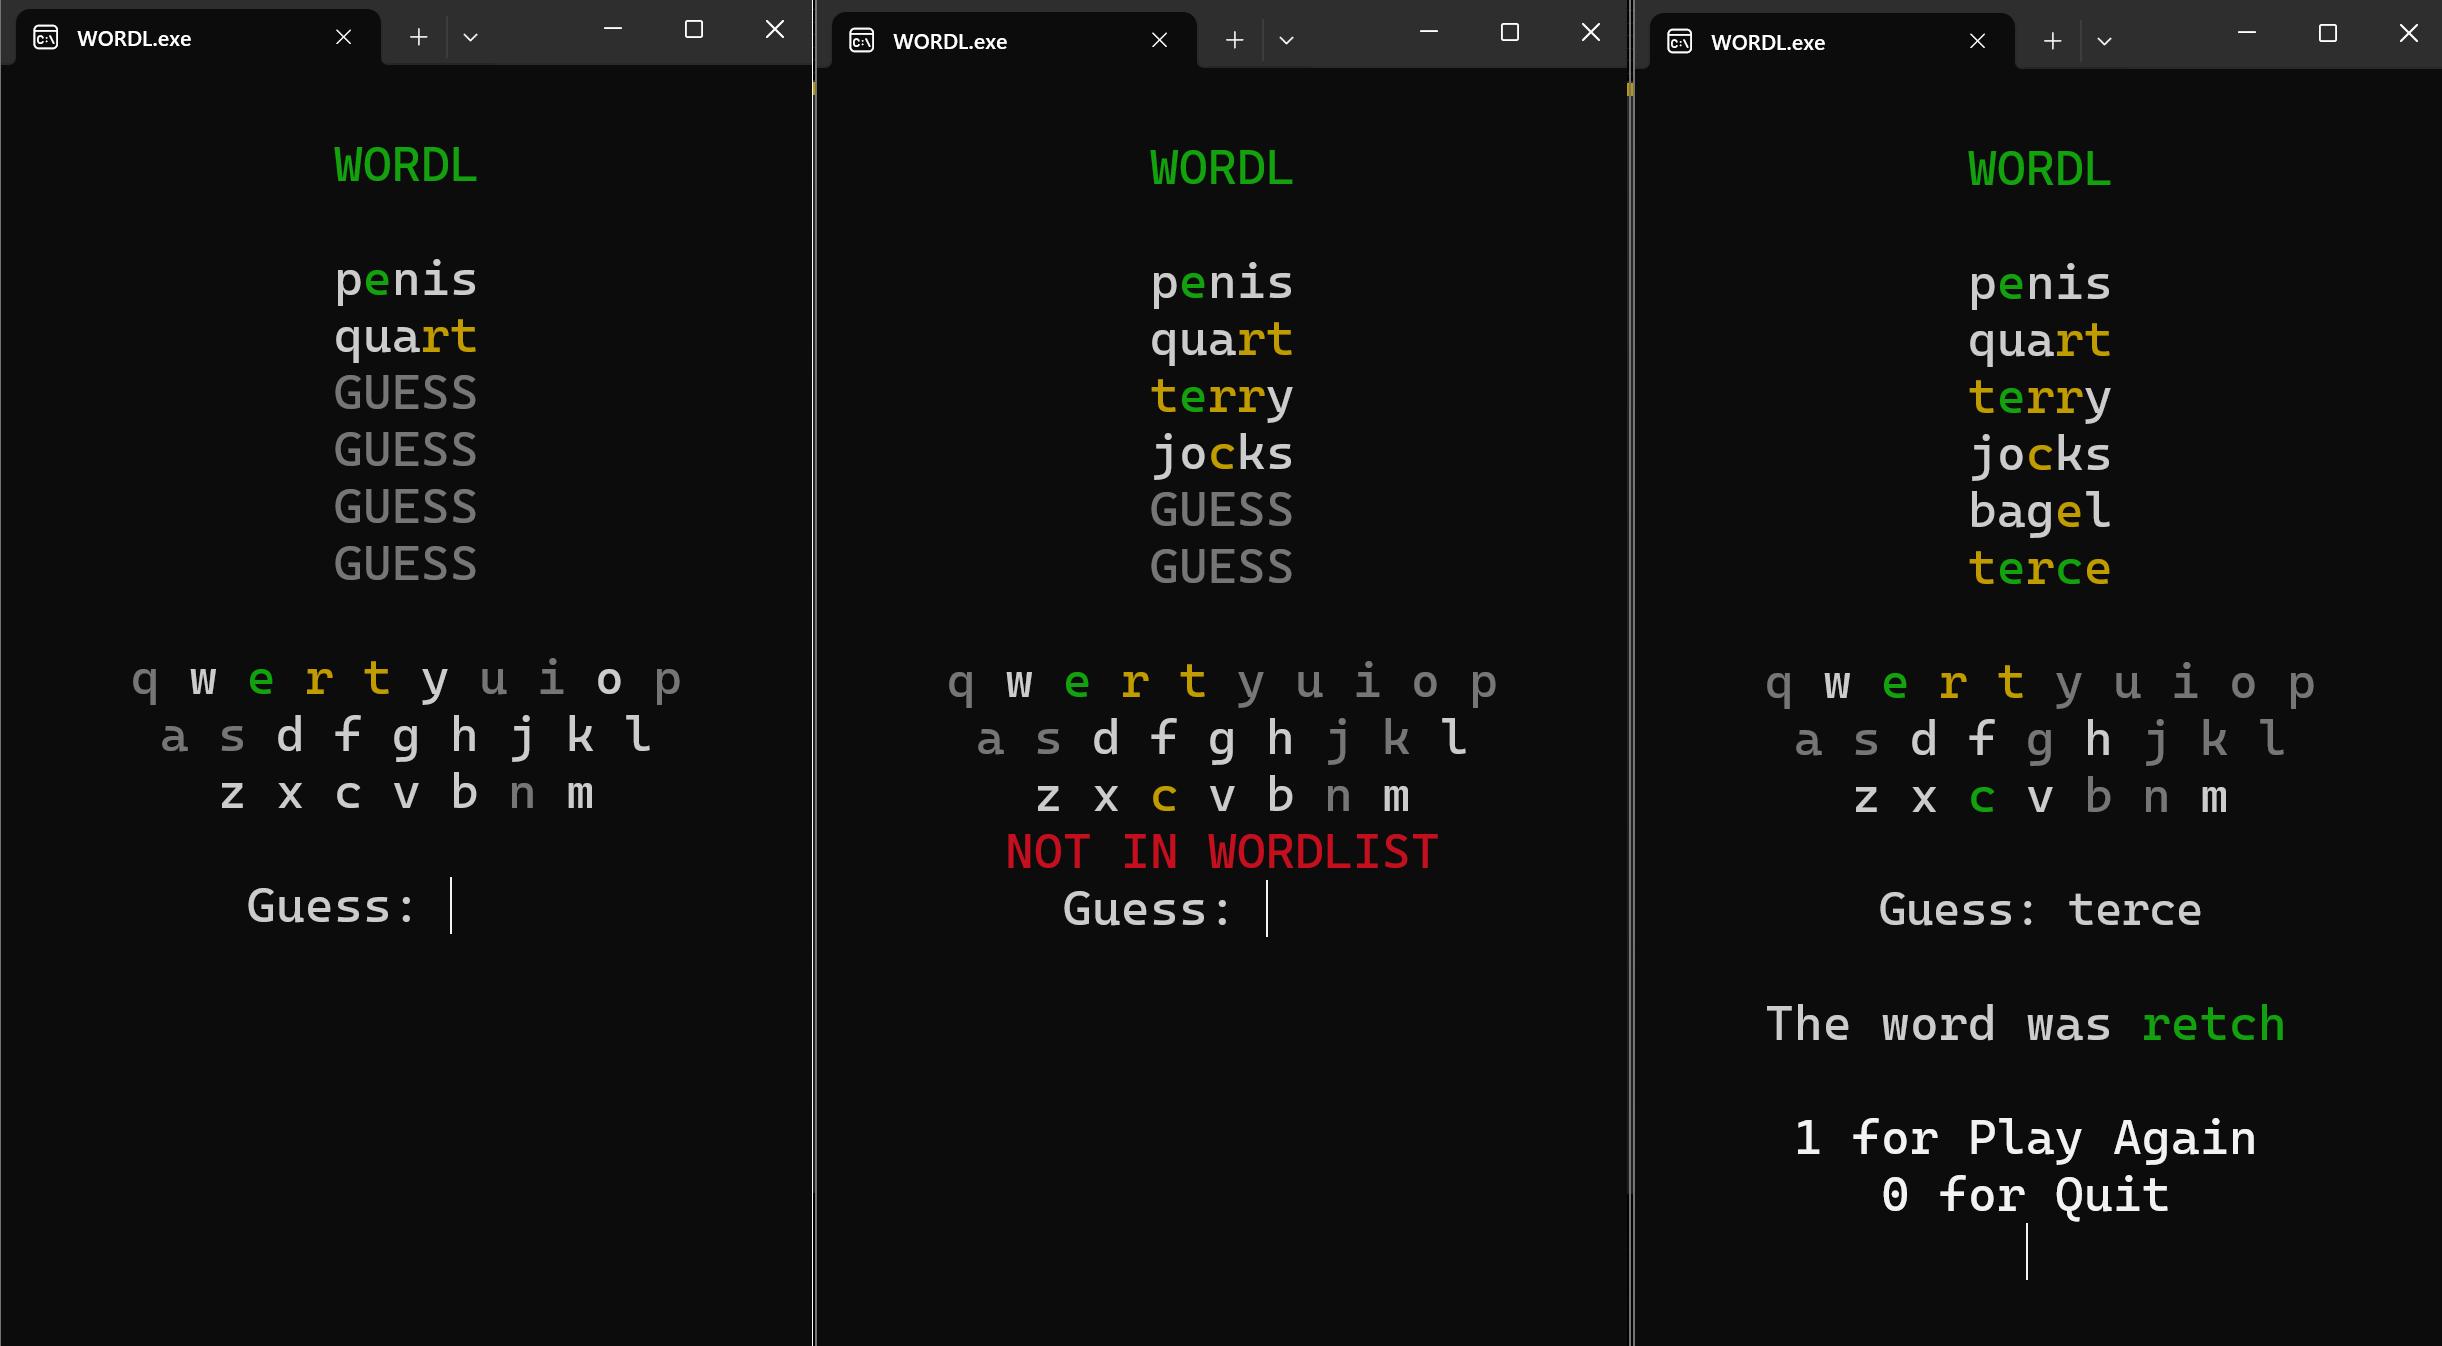 WORDL.exe
WORDL
penis
quart
GUESS
GUESS
GUESS
GUESS
q w e r t y u i o p
a s d f g h j k l
z x c v b n m
Guess:
WORDL.exe
WORDL
penis
quart
terry
jocks
GUESS
GUESS
q w e r t y u i o p
a s d f g h j k l
z x c v b n m
NOT IN WORDLIST
Guess:
WORDL.exe
WORDL
penis
quart
terry
jocks
bagel
terce
q w e r t y u i o p
a s d f g h j k l
z x c v b n m
Guess: terce
The word was retch
1 for Play Again
0 for Quit